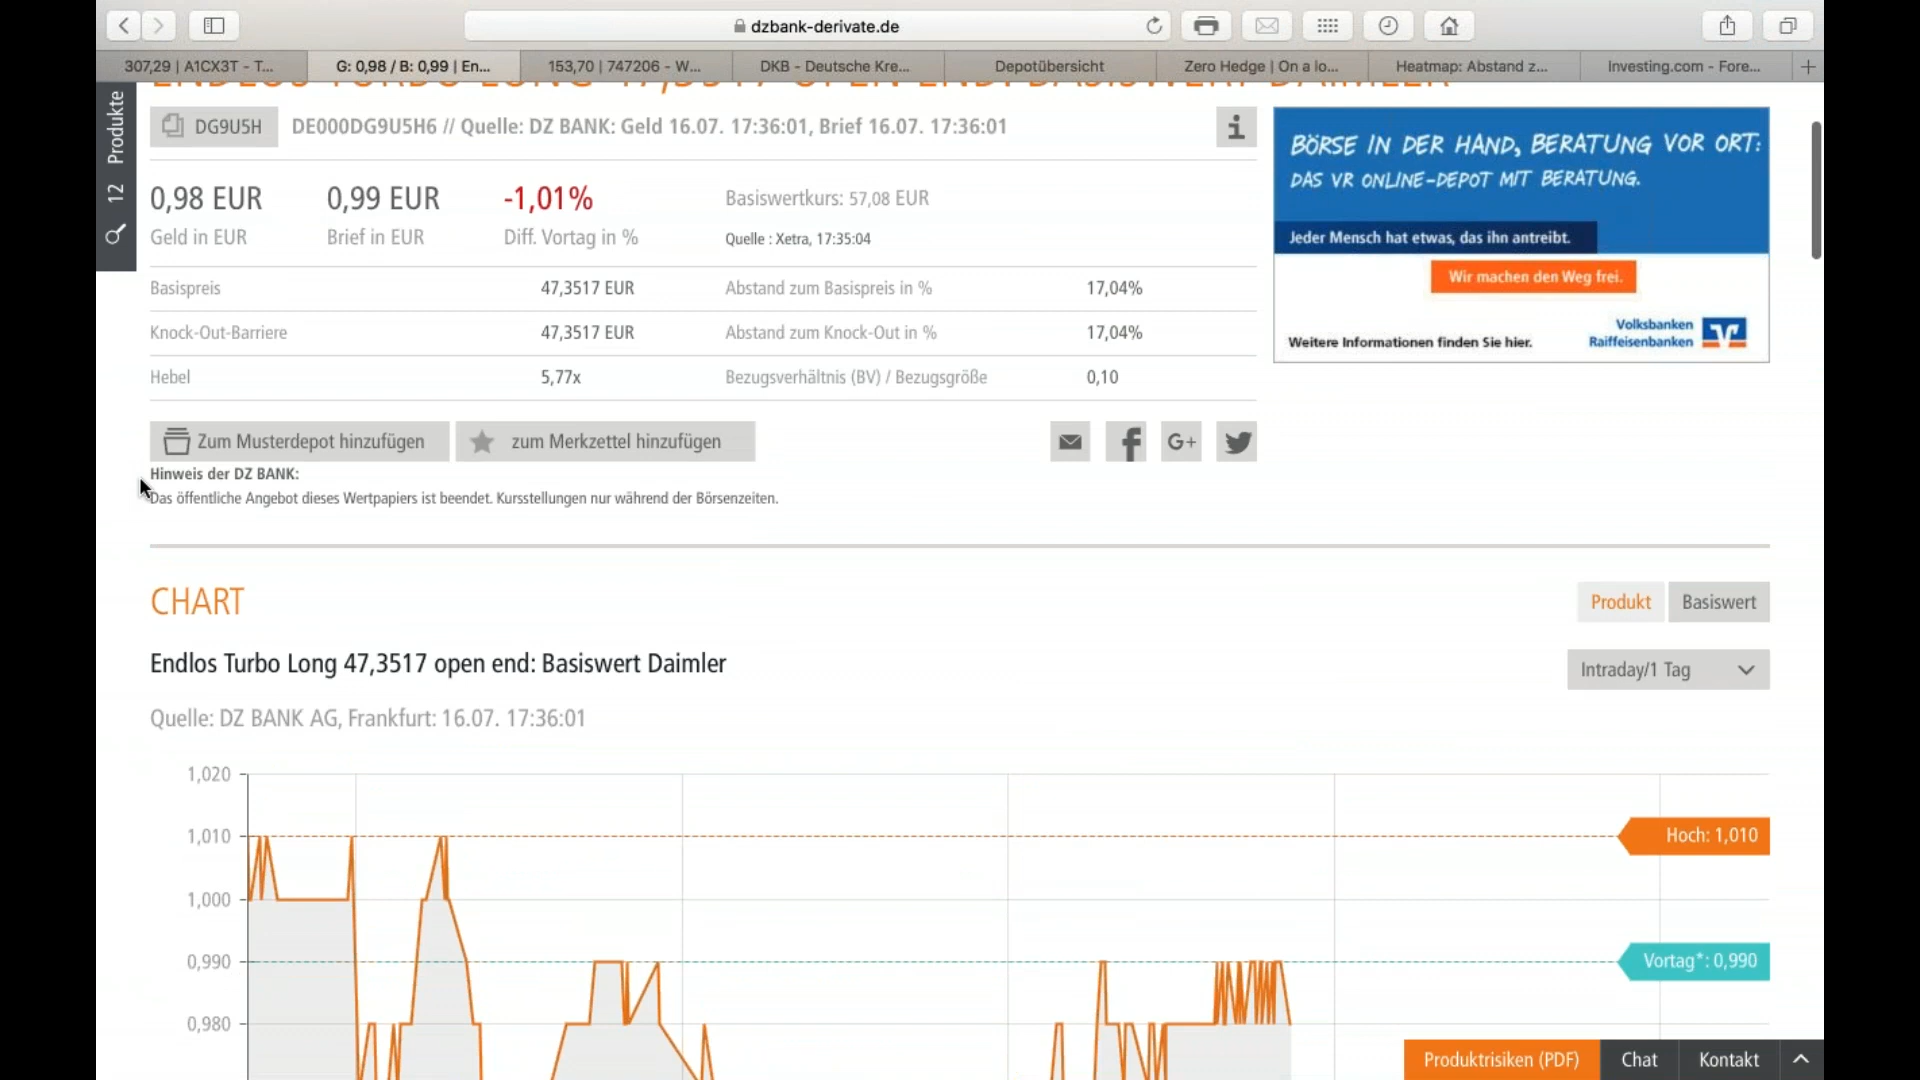 dzbank-derivate.de
307,29 | A1CX3T - T...
G: 0,98 / B: 0,99 | En...
153,70 | 747206 - W...
DKB - Deutsche Kre...
Depotübersicht
Zero Hedge | On a lo...
Heatmap: Abstand z...
Investing.com - Fore...
ENDLOS TURBO LONG 47,3517 OPEN END: BASISWERT DAIMLER
12 Produkte
DG9U5H
DE000DG9U5H6 // Quelle: DZ BANK: Geld 16.07. 17:36:01, Brief 16.07. 17:36:01
0,98 EUR
0,99 EUR
-1,01%
Basiswertkurs: 57,08 EUR
Geld in EUR
Brief in EUR
Diff. Vortag in %
Quelle : Xetra, 17:35:04
Basispreis
47,3517 EUR
Abstand zum Basispreis in %
17,04%
Knock-Out-Barriere
47,3517 EUR
Abstand zum Knock-Out in %
17,04%
Hebel
5,77x
Bezugsverhältnis (BV) / Bezugsgröße
0,10
BÖRSE IN DER HAND, BERATUNG VOR ORT:
DAS VR ONLINE-DEPOT MIT BERATUNG.
Jeder Mensch hat etwas, das ihn antreibt.
Wir machen den Weg frei.
Weitere Informationen finden Sie hier.
Volksbanken
Raiffeisenbanken
Zum Musterdepot hinzufügen
zum Merkzettel hinzufügen
G+
Hinweis der DZ BANK:
Das öffentliche Angebot dieses Wertpapiers ist beendet. Kursstellungen nur während der Börsenzeiten.
CHART
Produkt
Basiswert
Endlos Turbo Long 47,3517 open end: Basiswert Daimler
Intraday/1 Tag
Quelle: DZ BANK AG, Frankfurt: 16.07. 17:36:01
1,020
1,010
Hoch: 1,010
1,000
0,990
Vortag*: 0,990
0,980
Produktrisiken (PDF)
Chat
Kontakt